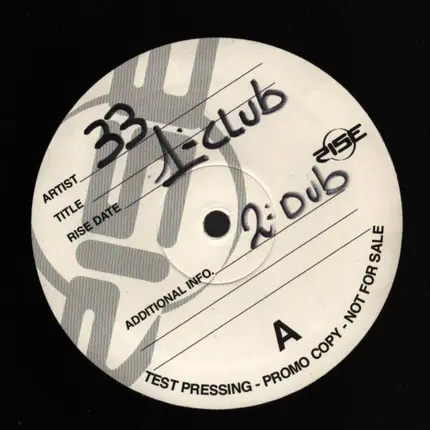 ARTIST 33
TITLE 1: CLUB
RISE DATE
RISE
2: DUB
ADDITIONAL INFO.
A
TEST PRESSING - PROMO COPY - NOT FOR SALE